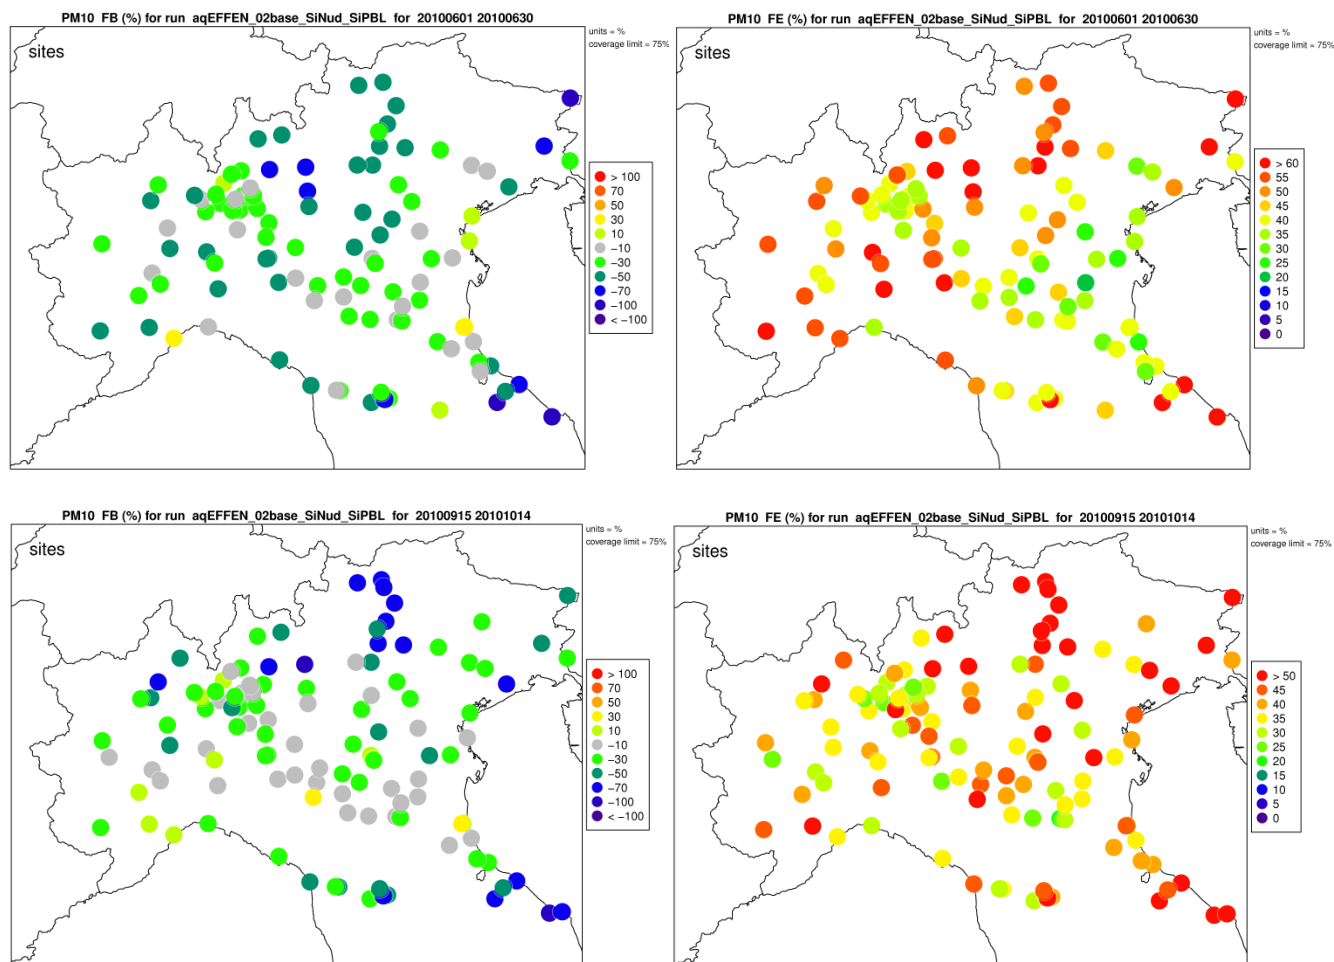 PM10 FB (%) for run aqEFFEN_02base_SiNud_SiPBL for 20100601 20100630
units = %
coverage limit = 75%
sites
> 100
70
50
30
10
−10
−30
−50
−70
−100
< −100
PM10 FE (%) for run aqEFFEN_02base_SiNud_SiPBL for 20100601 20100630
units = %
coverage limit = 75%
sites
> 60
55
50
45
40
35
30
25
20
15
10
5
0
PM10 FB (%) for run aqEFFEN_02base_SiNud_SiPBL for 20100915 20101014
units = %
coverage limit = 75%
sites
> 100
70
50
30
10
−10
−30
−50
−70
−100
< −100
PM10 FE (%) for run aqEFFEN_02base_SiNud_SiPBL for 20100915 20101014
units = %
coverage limit = 75%
sites
> 50
45
40
35
30
25
20
15
10
5
0